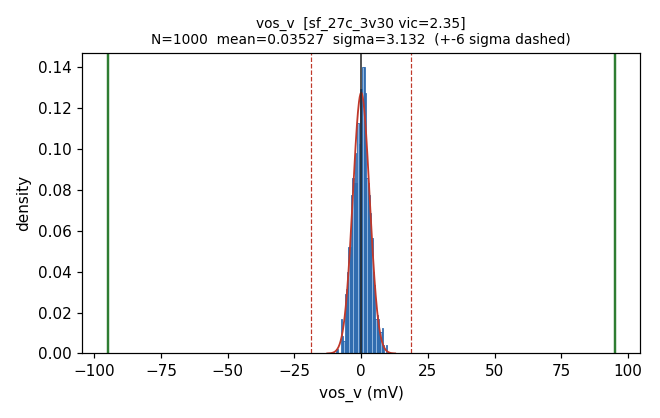 vos_v [sf_27c_3v30 vic=2.35]
N=1000 mean=0.03527 sigma=3.132 (+-6 sigma dashed)
0.14
0.12
0.10
0.08
0.06
0.04
0.02
0.00
density
−100 −75 −50 −25 0 25 50 75 100
vos_v (mV)